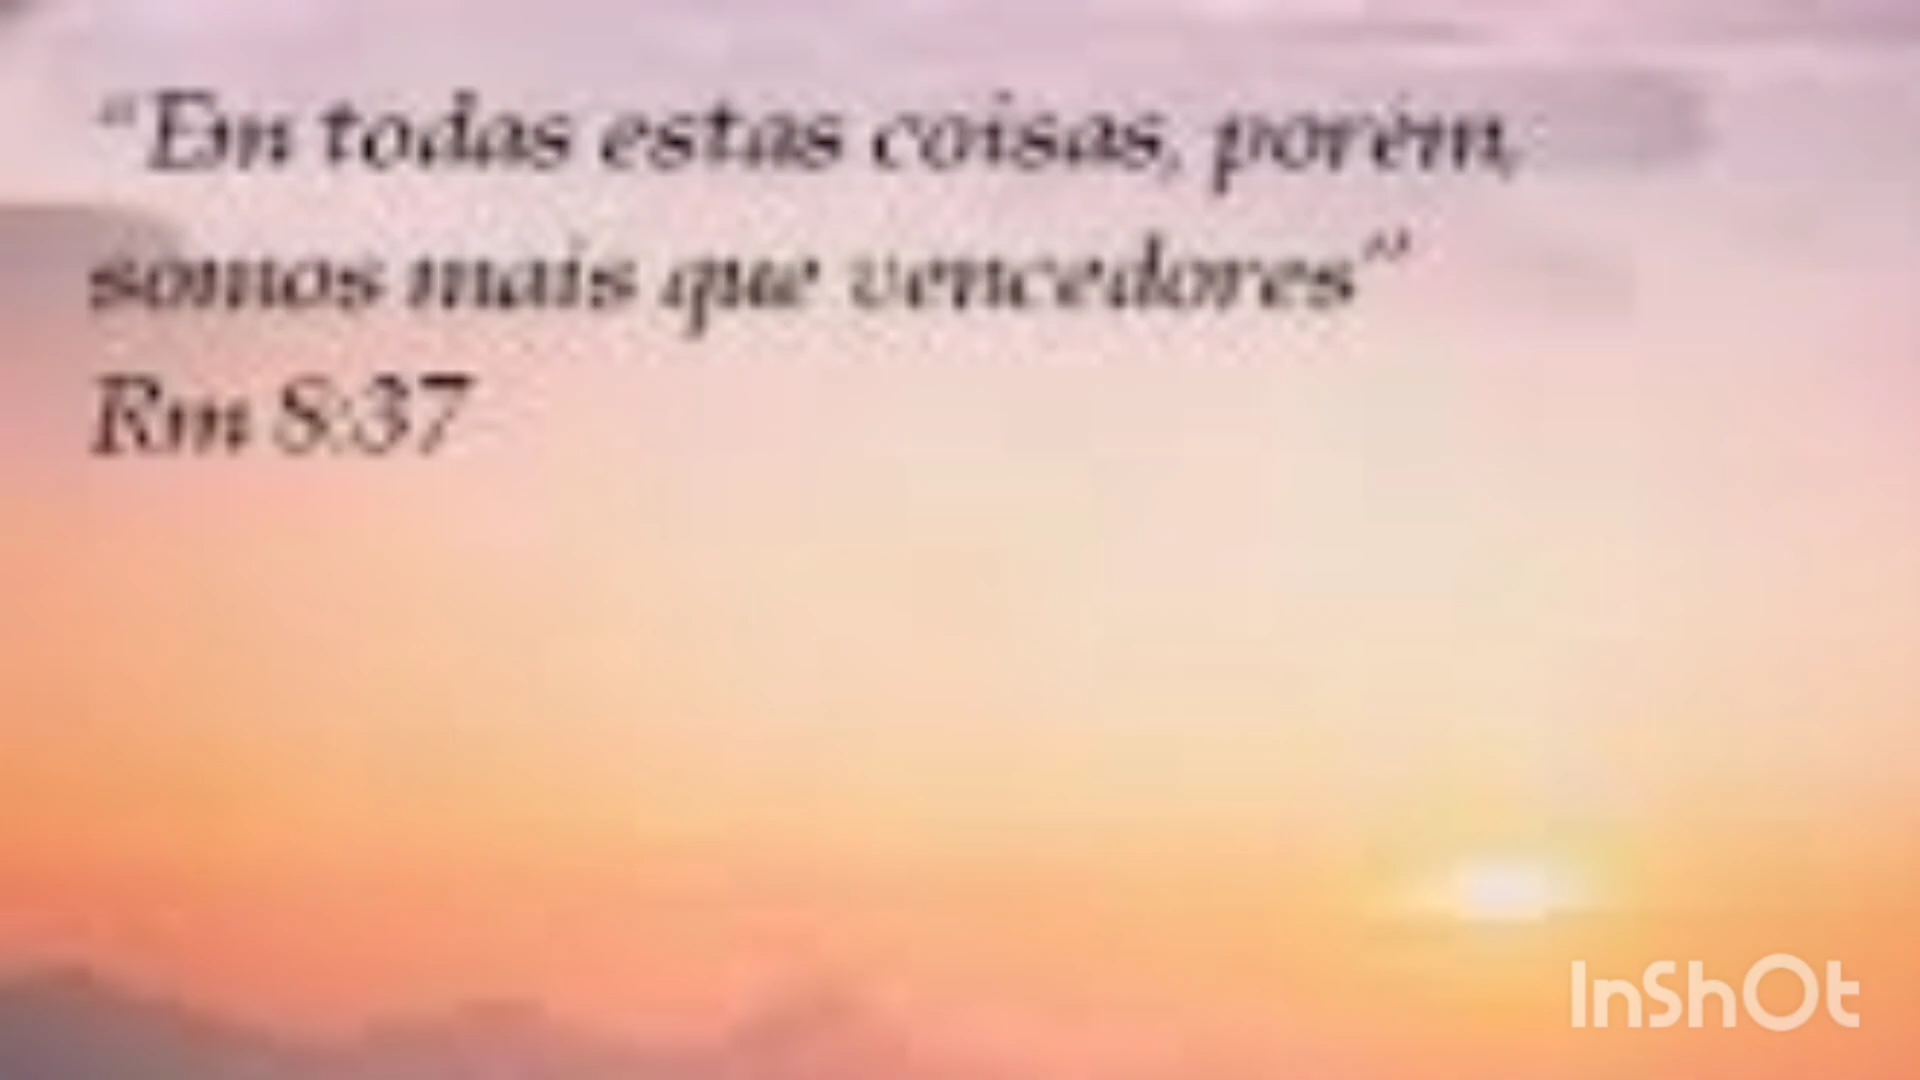 “Em todas estas coisas, porém,
somos mais que vencedores”
Rm 8:37
InShOt